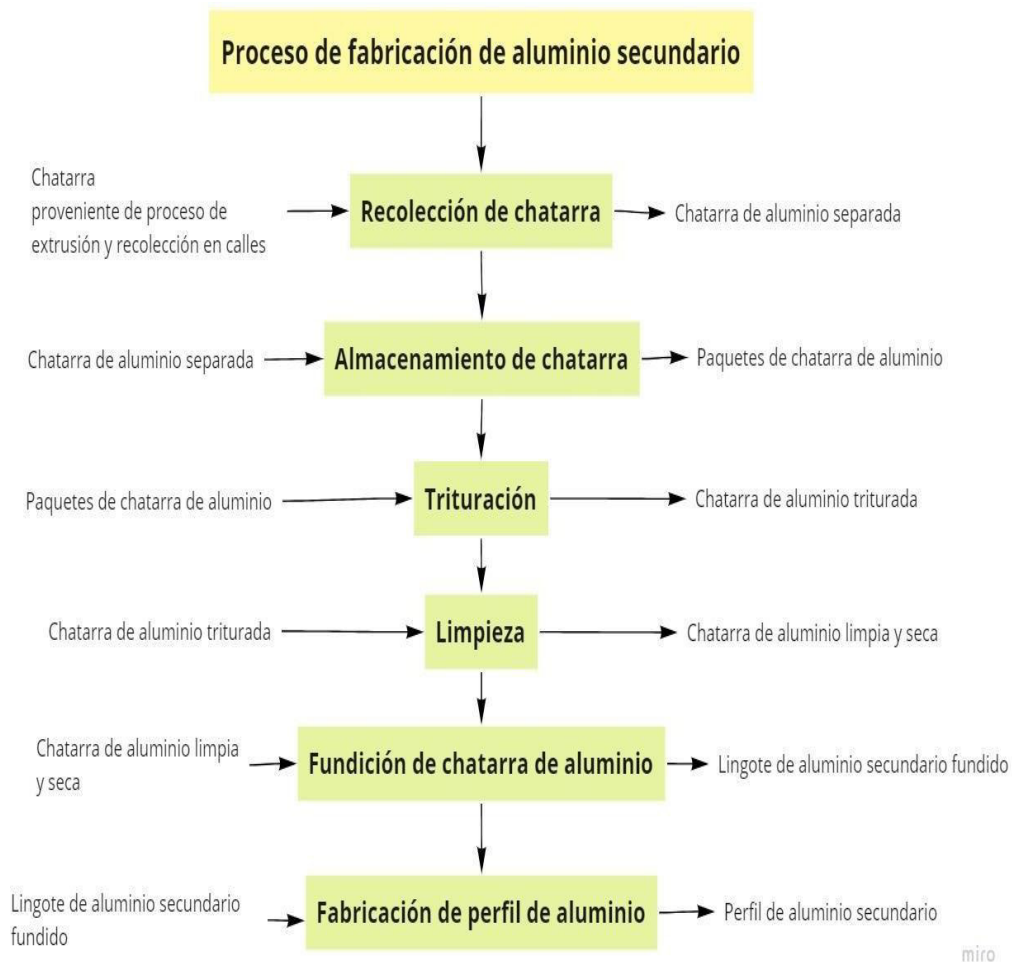 Proceso de fabricación de aluminio secundario
Chatarra
proveniente de proceso de
extrusión y recolección en calles
Recolección de chatarra
Chatarra de aluminio separada
Chatarra de aluminio separada
Almacenamiento de chatarra
Paquetes de chatarra de aluminio
Paquetes de chatarra de aluminio
Trituración
Chatarra de aluminio triturada
Chatarra de aluminio triturada
Limpieza
Chatarra de aluminio limpia y seca
Chatarra de aluminio limpia
y seca
Fundición de chatarra de aluminio
Lingote de aluminio secundario fundido
Lingote de aluminio secundario
fundido
Fabricación de perfil de aluminio
Perfil de aluminio secundario
miro